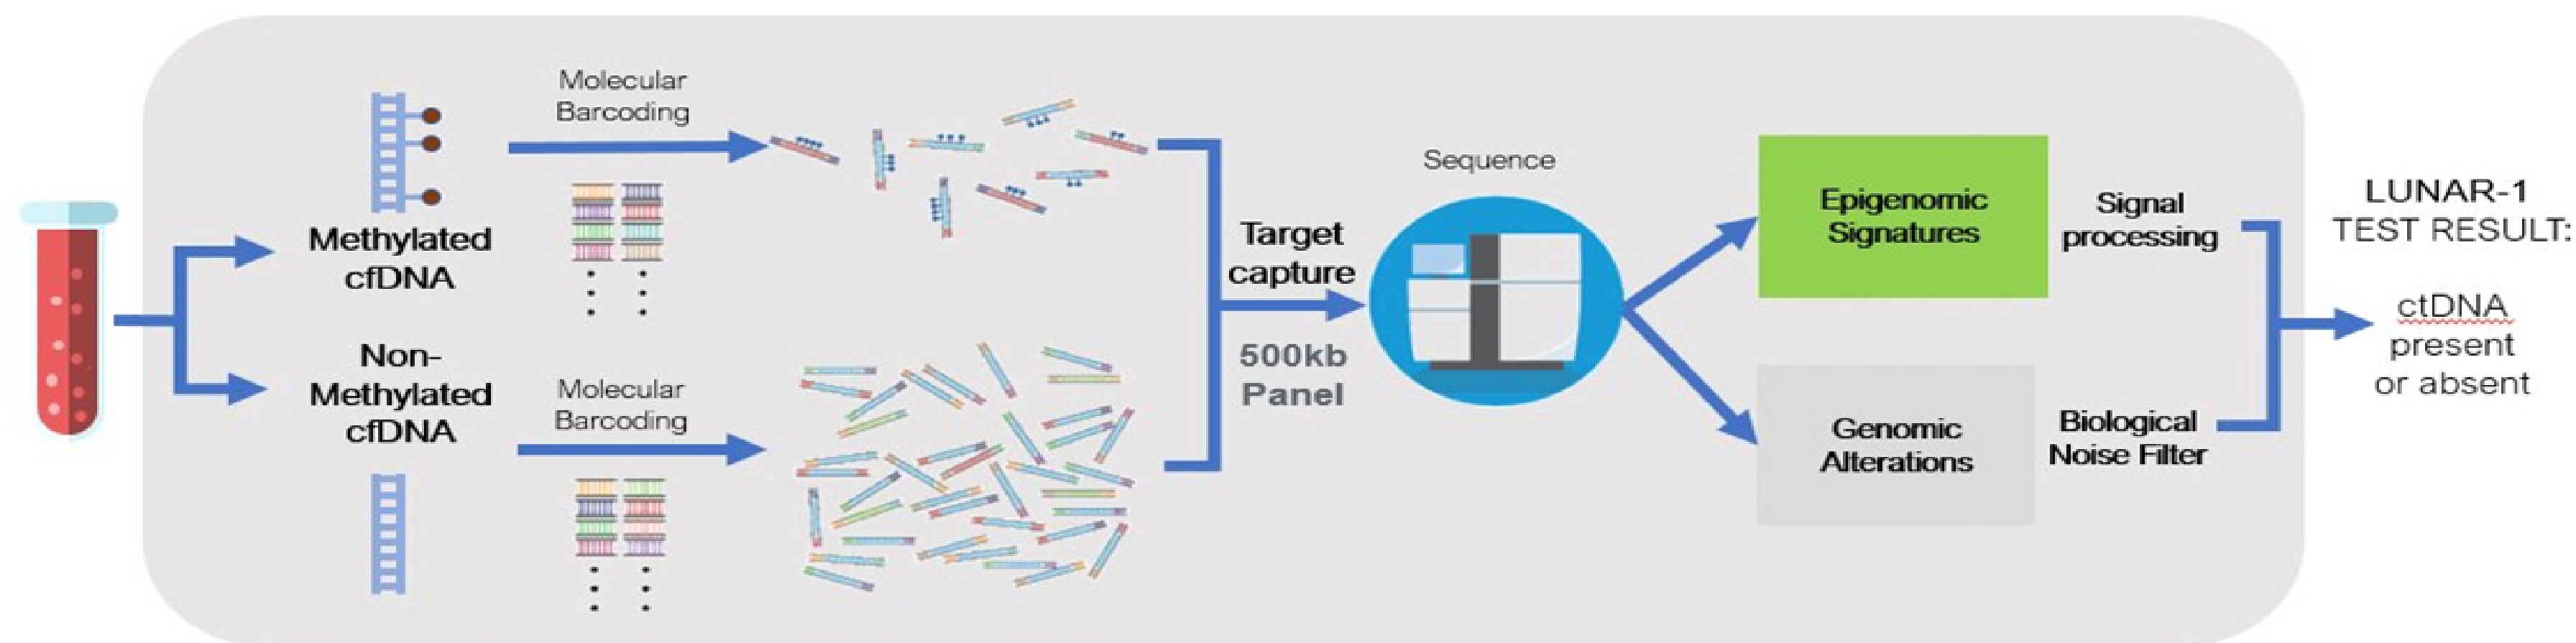 Molecular
Barcoding
Methylated
cfDNA
Non-
Methylated
cfDNA
Molecular
Barcoding
Target
capture
500kb
Panel
Sequence
Epigenomic
Signatures
Signal
processing
Genomic
Alterations
Biological
Noise Filter
LUNAR-1
TEST RESULT:
ctDNA
present
or absent